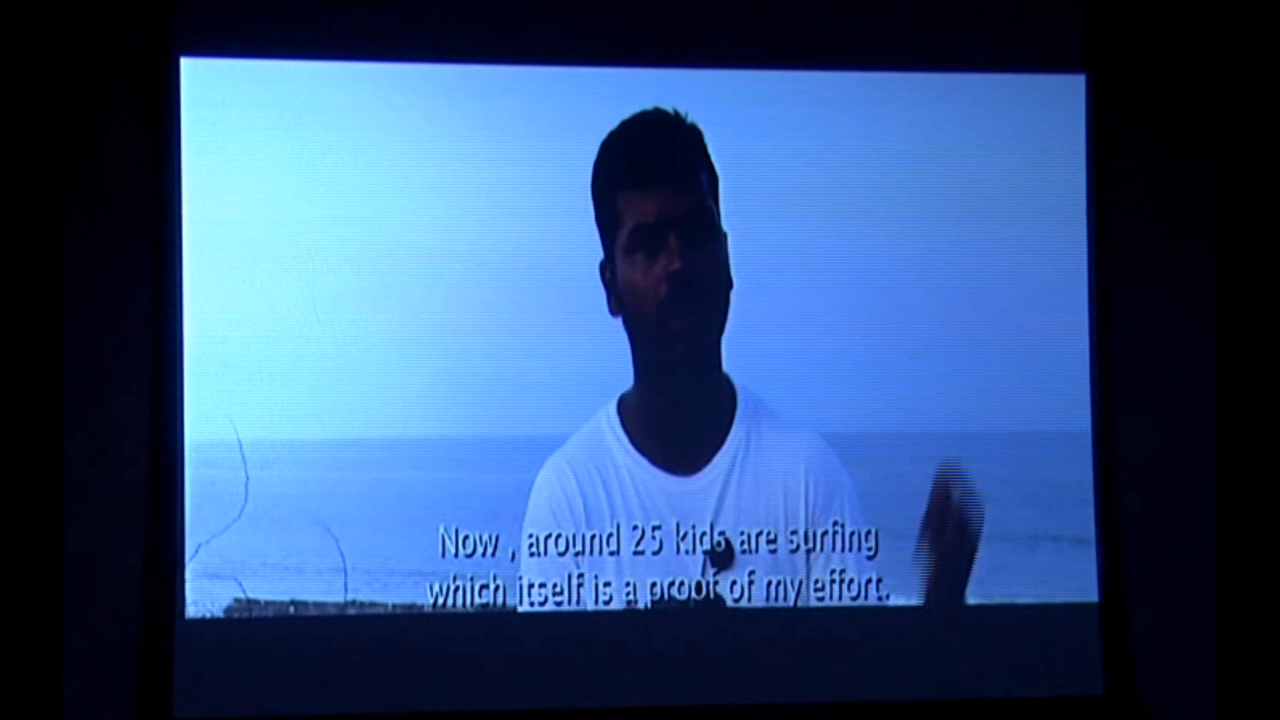 Now , around 25 kids are surfing
which itself is a proof of my effort.